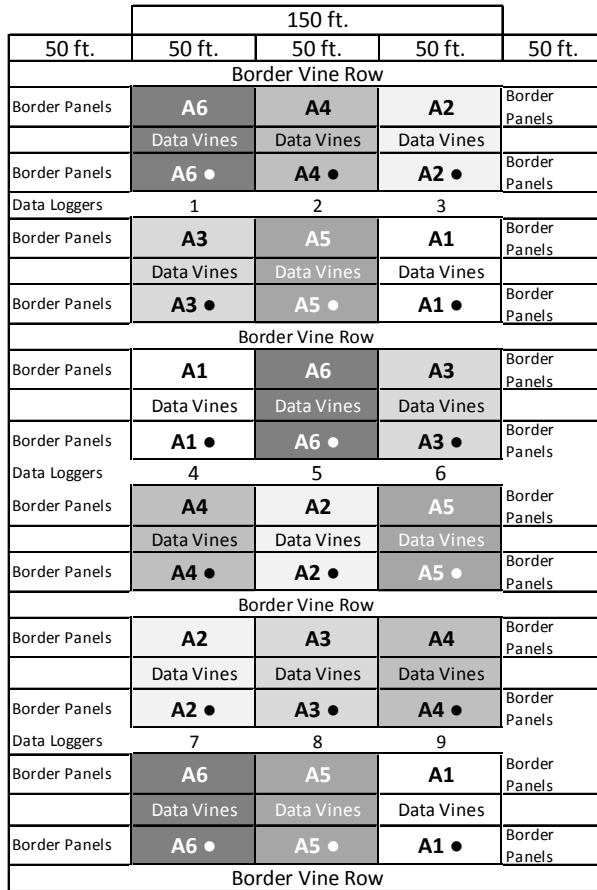 150 ft.
50 ft. 50 ft. 50 ft. 50 ft. 50 ft.
Border Vine Row
Border Panels A6 A4 A2 Border Panels
Data Vines Data Vines Data Vines
Border Panels A6 ● A4 ● A2 ● Border Panels
Data Loggers 1 2 3
Border Panels A3 A5 A1 Border Panels
Data Vines Data Vines Data Vines
Border Panels A3 ● A5 ● A1 ● Border Panels
Border Vine Row
Border Panels A1 A6 A3 Border Panels
Data Vines Data Vines Data Vines
Border Panels A1 ● A6 ● A3 ● Border Panels
Data Loggers 4 5 6
Border Panels A4 A2 A5 Border Panels
Data Vines Data Vines Data Vines
Border Panels A4 ● A2 ● A5 ● Border Panels
Border Vine Row
Border Panels A2 A3 A4 Border Panels
Data Vines Data Vines Data Vines
Border Panels A2 ● A3 ● A4 ● Border Panels
Data Loggers 7 8 9
Border Panels A6 A5 A1 Border Panels
Data Vines Data Vines Data Vines
Border Panels A6 ● A5 ● A1 ● Border Panels
Border Vine Row